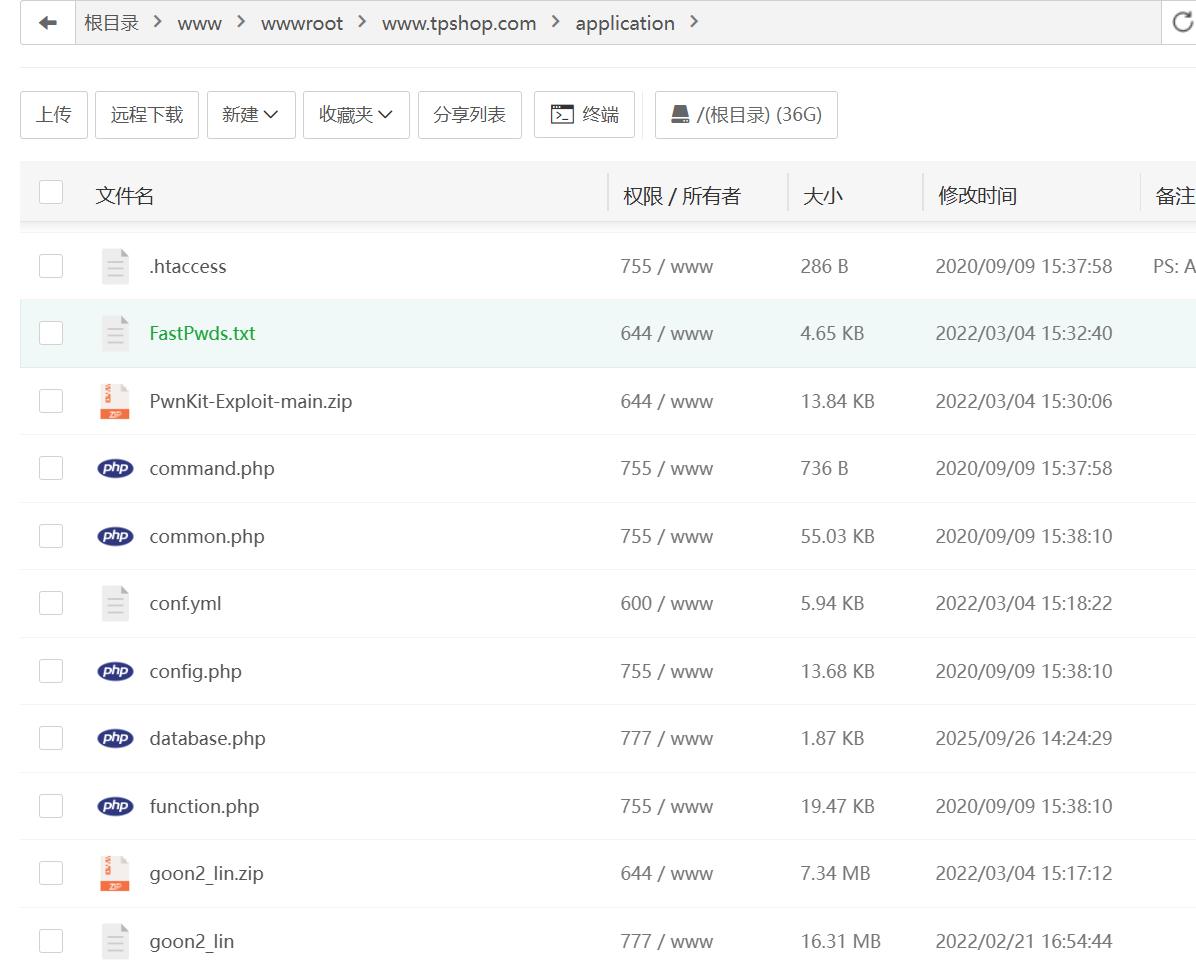 根目录 > www > wwwroot > www.tpshop.com > application >
上传 远程下载 新建 收藏夹 分享列表 终端 /(根目录) (36G)
文件名 权限 / 所有者 大小 修改时间 备注
.htaccess 755 / www 286 B 2020/09/09 15:37:58 PS: A
FastPwds.txt 644 / www 4.65 KB 2022/03/04 15:32:40
ZIP PwnKit-Exploit-main.zip 644 / www 13.84 KB 2022/03/04 15:30:06
php command.php 755 / www 736 B 2020/09/09 15:37:58
php common.php 755 / www 55.03 KB 2020/09/09 15:38:10
conf.yml 600 / www 5.94 KB 2022/03/04 15:18:22
php config.php 755 / www 13.68 KB 2020/09/09 15:38:10
php database.php 777 / www 1.87 KB 2025/09/26 14:24:29
php function.php 755 / www 19.47 KB 2020/09/09 15:38:10
ZIP goon2_lin.zip 644 / www 7.34 MB 2022/03/04 15:17:12
goon2_lin 777 / www 16.31 MB 2022/02/21 16:54:44